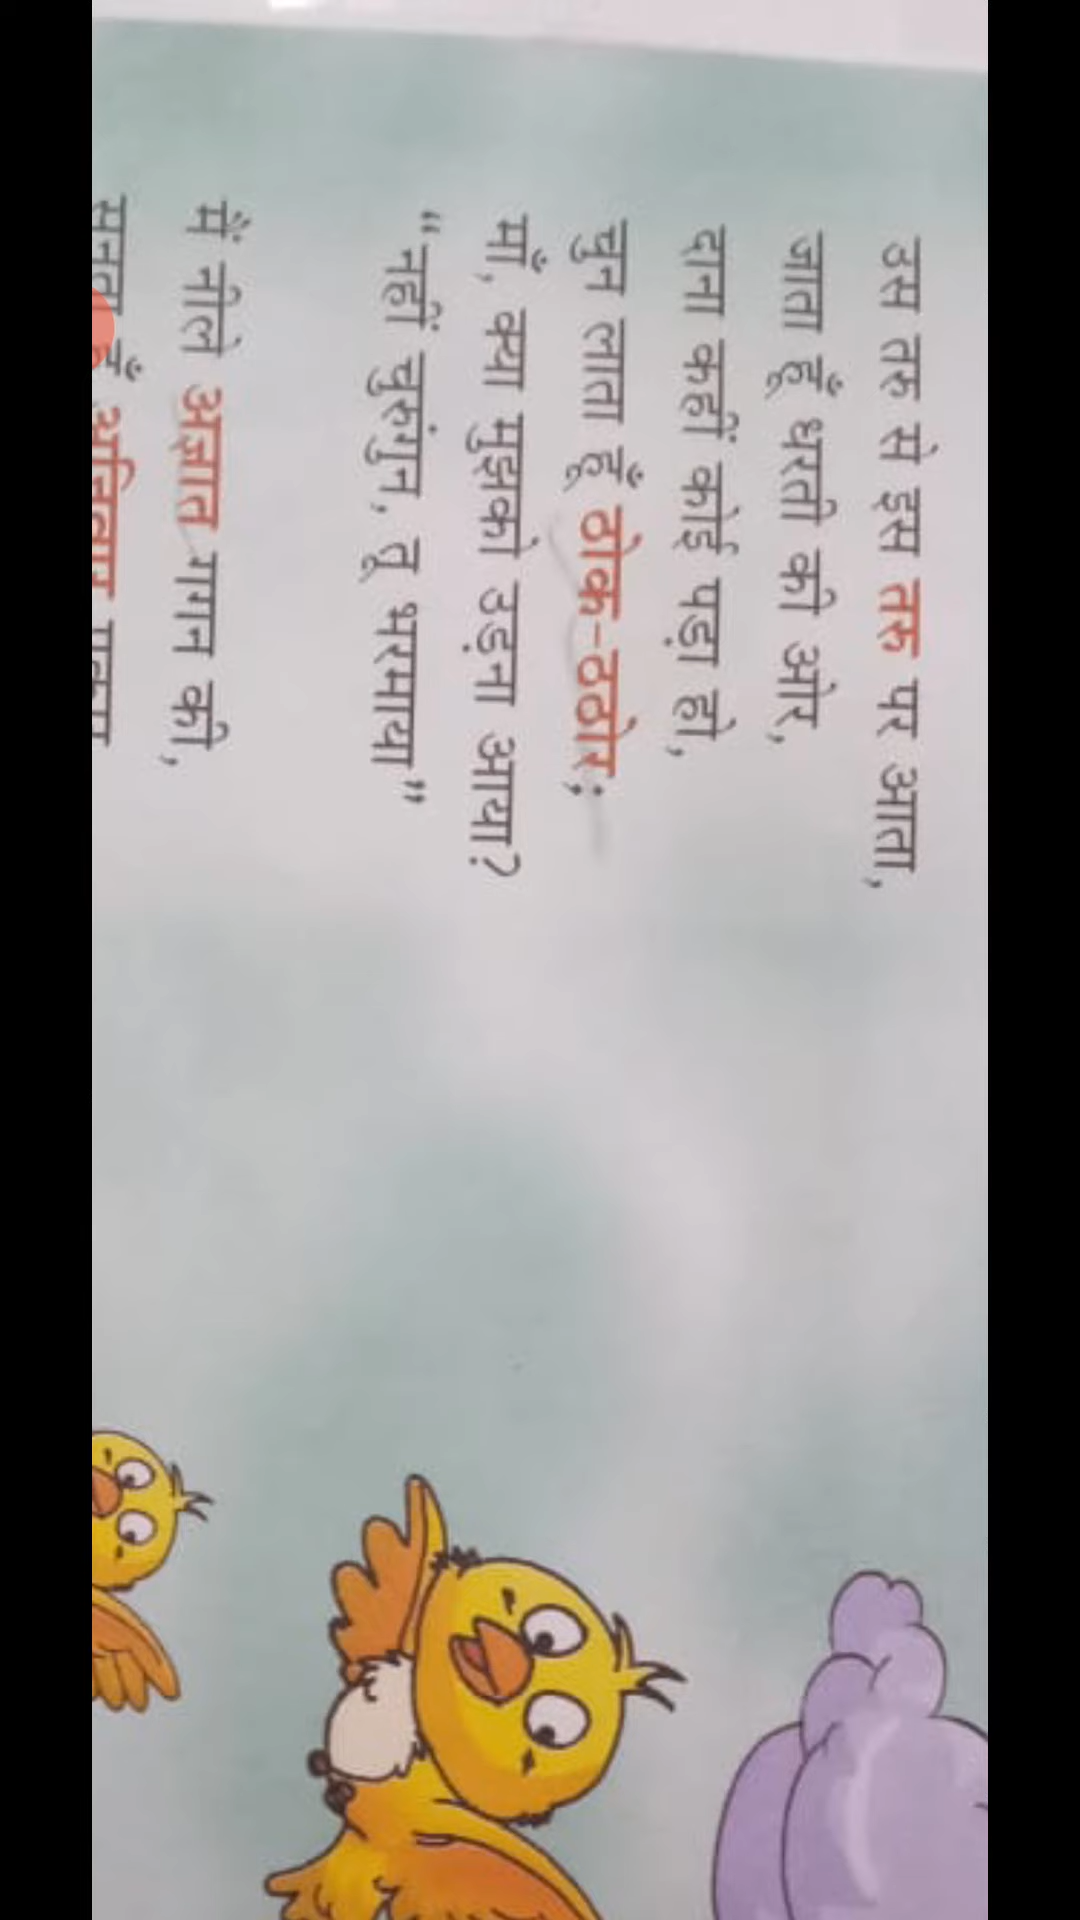 उस तरु से इस तरु पर आता,
जाता हूँ धरती की ओर,
दाना कहीं कोई पड़ा हो,
चुन लाता हूँ ठोक-ठठोर;
माँ, क्या मुझको उड़ना आया?
“नहीं चुरुंगुन, तू भरमाया”
मैं नीले अज्ञात गगन की,